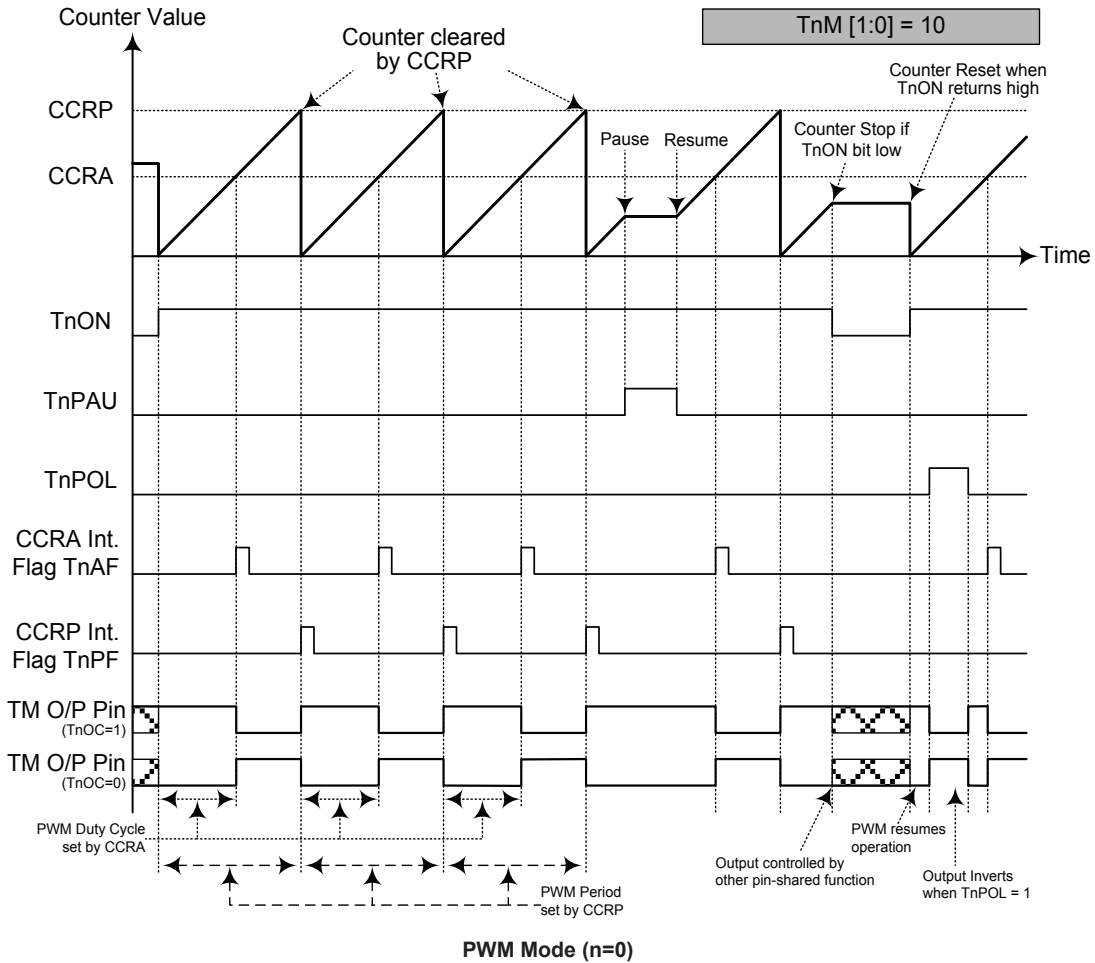 Counter Value
TnM [1:0] = 10
Counter cleared
by CCRP
Counter Reset when
TnON returns high
CCRP
Pause
Resume
Counter Stop if
TnON bit low
CCRA
Time
TnON
TnPAU
TnPOL
CCRA Int.
Flag TnAF
CCRP Int.
Flag TnPF
TM O/P Pin
(TnOC=1)
TM O/P Pin
(TnOC=0)
PWM Duty Cycle
set by CCRA
PWM resumes
operation
Output controlled by
other pin-shared function
Output Inverts
when TnPOL = 1
PWM Period
set by CCRP
PWM Mode (n=0)